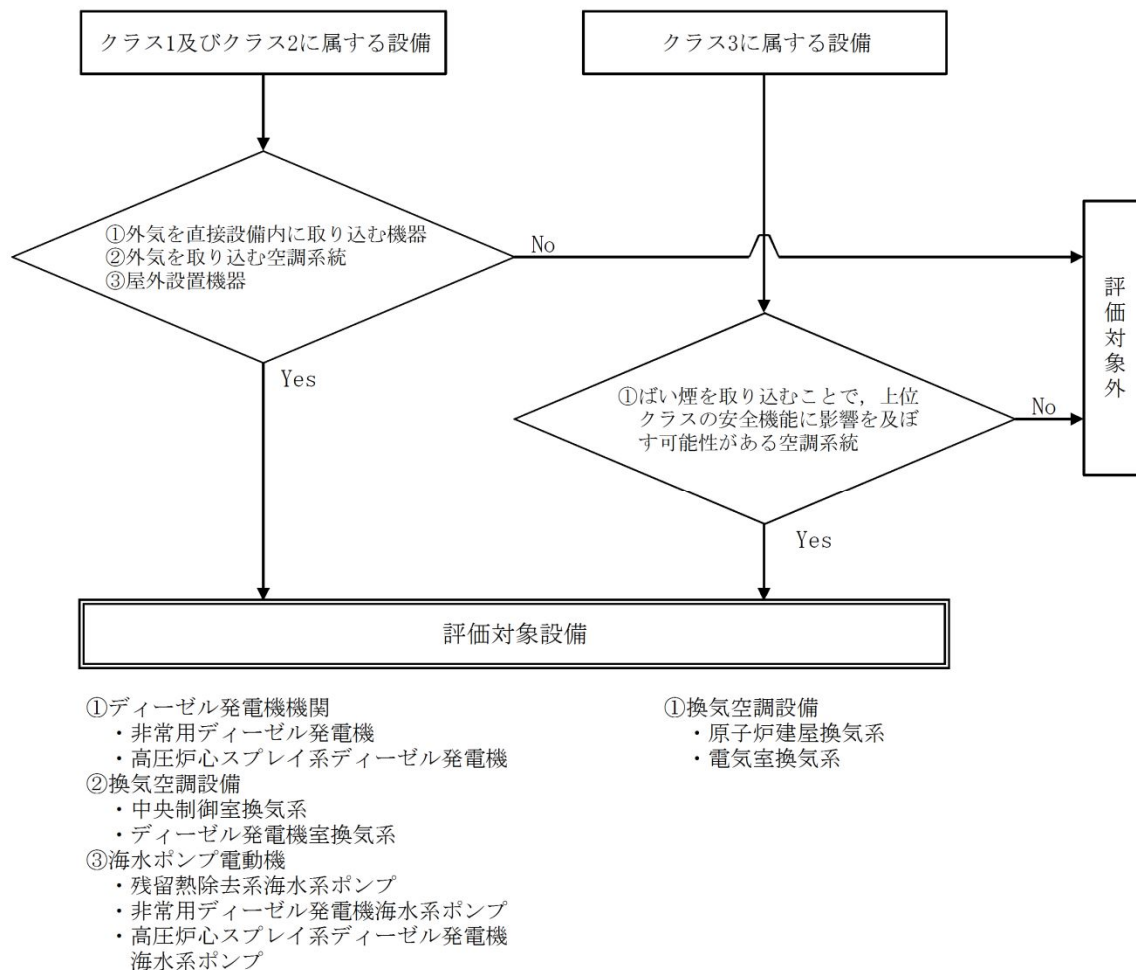 クラス1及びクラス2に属する設備
クラス3に属する設備
①外気を直接設備内に取り込む機器
②外気を取り込む空調系統
③屋外設置機器
No
Yes
①ばい煙を取り込むことで，上位
クラスの安全機能に影響を及ぼ
す可能性がある空調系統
No
Yes
評価対象外
評価対象設備
①ディーゼル発電機機関
・非常用ディーゼル発電機
・高圧炉心スプレイ系ディーゼル発電機
②換気空調設備
・中央制御室換気系
・ディーゼル発電機室換気系
③海水ポンプ電動機
・残留熱除去系海水系ポンプ
・非常用ディーゼル発電機海水系ポンプ
・高圧炉心スプレイ系ディーゼル発電機
海水系ポンプ
①換気空調設備
・原子炉建屋換気系
・電気室換気系